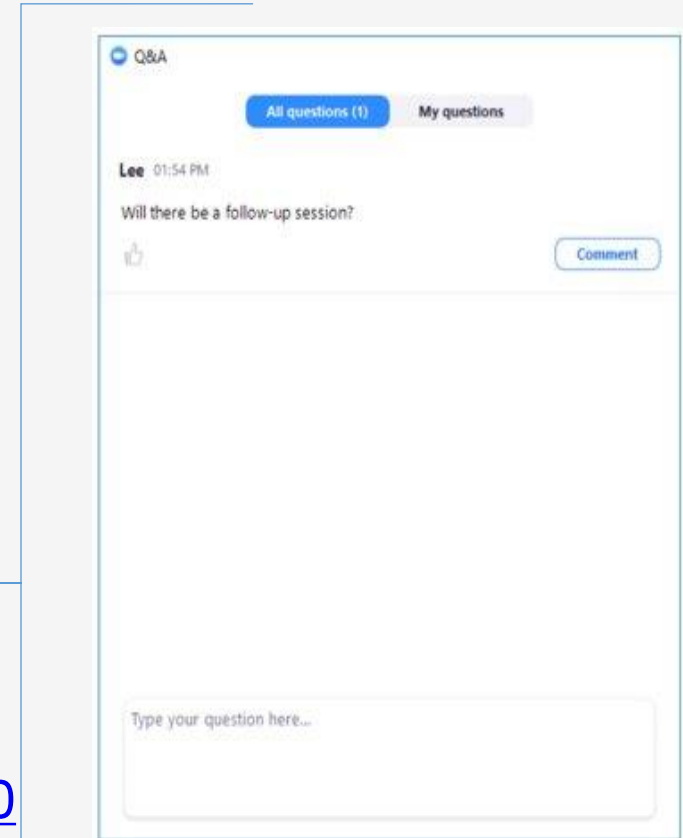 Q&A
All questions (1) My questions
Lee 01:54 PM
Will there be a follow-up session?
Comment
Type your question here...